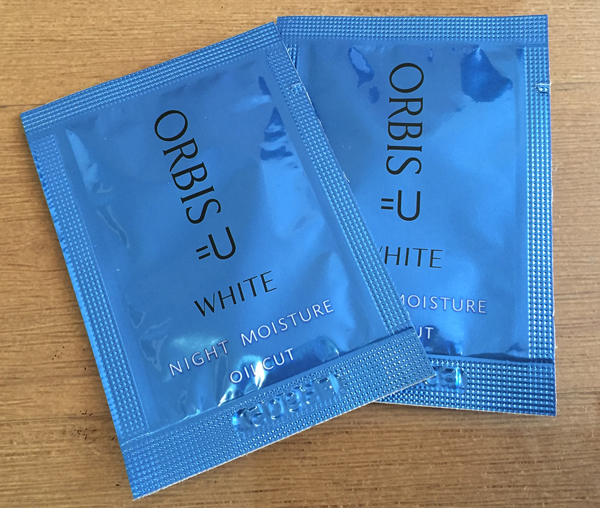 ORBIS
=U
WHITE
NIGHT MOISTURE
OIL CUT
ORBIS
=U
WHITE
MOISTURE